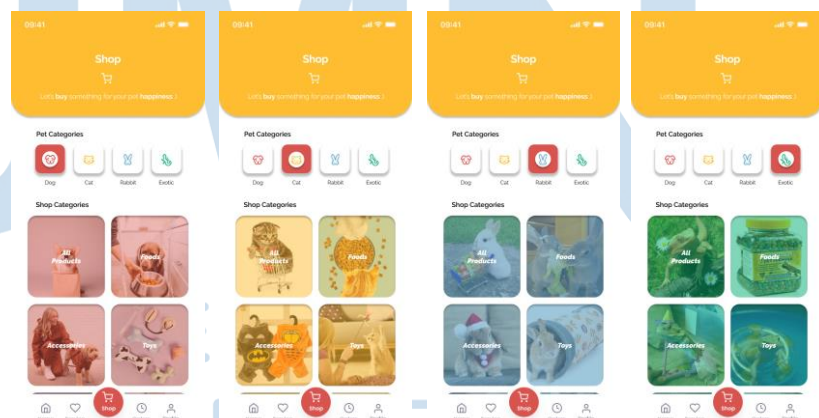 09:41
Shop
Let's buy something for your pet happiness :)
Pet Categories
Dog Cat Rabbit Exotic
Shop Categories
All Products
Foods
Accessories
Toys
Shop
09:41
Shop
Let's buy something for your pet happiness :)
Pet Categories
Dog Cat Rabbit Exotic
Shop Categories
All Products
Foods
Accessories
Toys
Shop
09:41
Shop
Let's buy something for your pet happiness :)
Pet Categories
Dog Cat Rabbit Exotic
Shop Categories
All Products
Foods
Accessories
Toys
Shop
09:41
Shop
Let's buy something for your pet happiness :)
Pet Categories
Dog Cat Rabbit Exotic
Shop Categories
All Products
Foods
Accessories
Toys
Shop